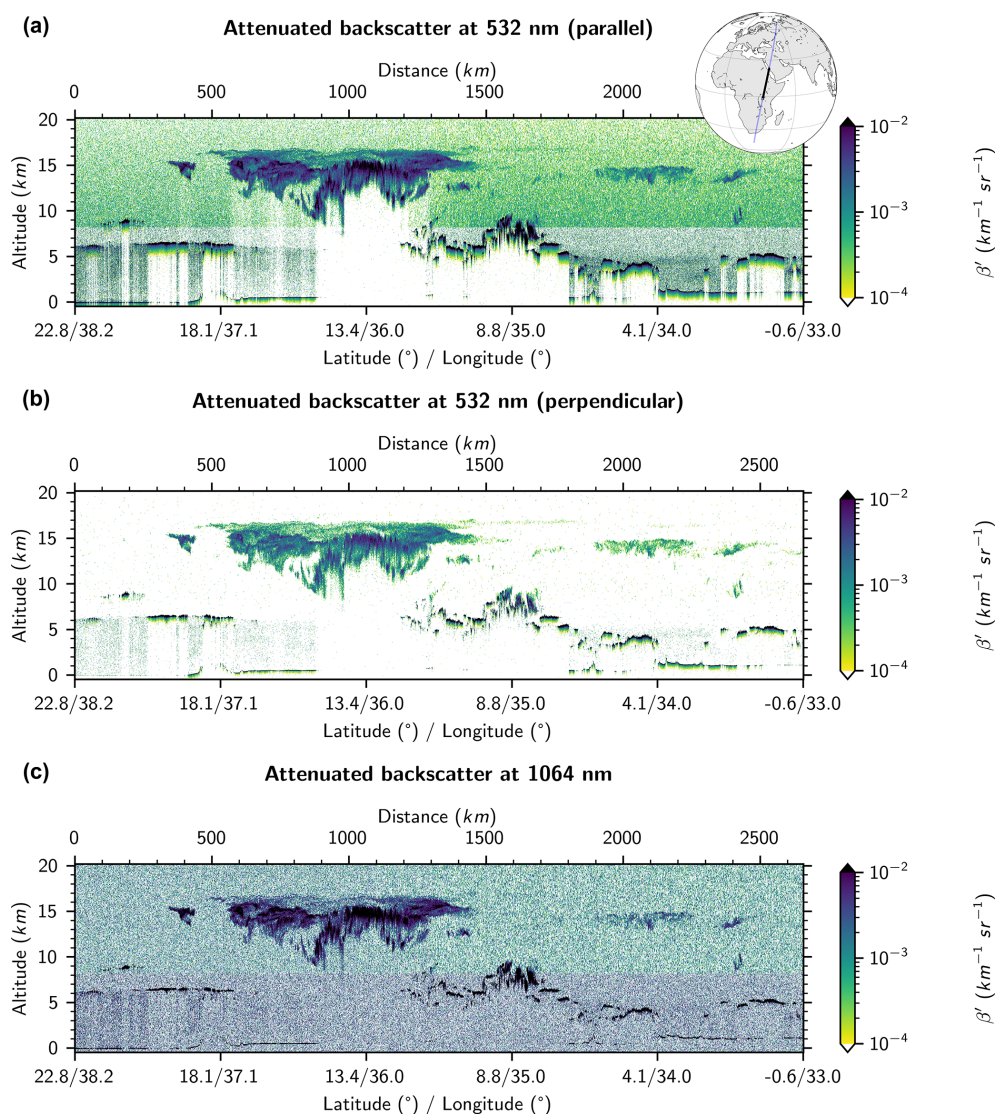 (a)
Attenuated backscatter at 532 nm (parallel)
Distance (km)
0 500 1000 1500 2000
20
15
10
5
0
Altitude (km)
22.8/38.2 18.1/37.1 13.4/36.0 8.8/35.0 4.1/34.0 -0.6/33.0
Latitude (°) / Longitude (°)
10⁻²
10⁻³
10⁻⁴
β′ (km⁻¹ sr⁻¹)
(b)
Attenuated backscatter at 532 nm (perpendicular)
Distance (km)
0 500 1000 1500 2000 2500
20
15
10
5
0
Altitude (km)
22.8/38.2 18.1/37.1 13.4/36.0 8.8/35.0 4.1/34.0 -0.6/33.0
Latitude (°) / Longitude (°)
10⁻²
10⁻³
10⁻⁴
β′ (km⁻¹ sr⁻¹)
(c)
Attenuated backscatter at 1064 nm
Distance (km)
0 500 1000 1500 2000 2500
20
15
10
5
0
Altitude (km)
22.8/38.2 18.1/37.1 13.4/36.0 8.8/35.0 4.1/34.0 -0.6/33.0
Latitude (°) / Longitude (°)
10⁻²
10⁻³
10⁻⁴
β′ (km⁻¹ sr⁻¹)